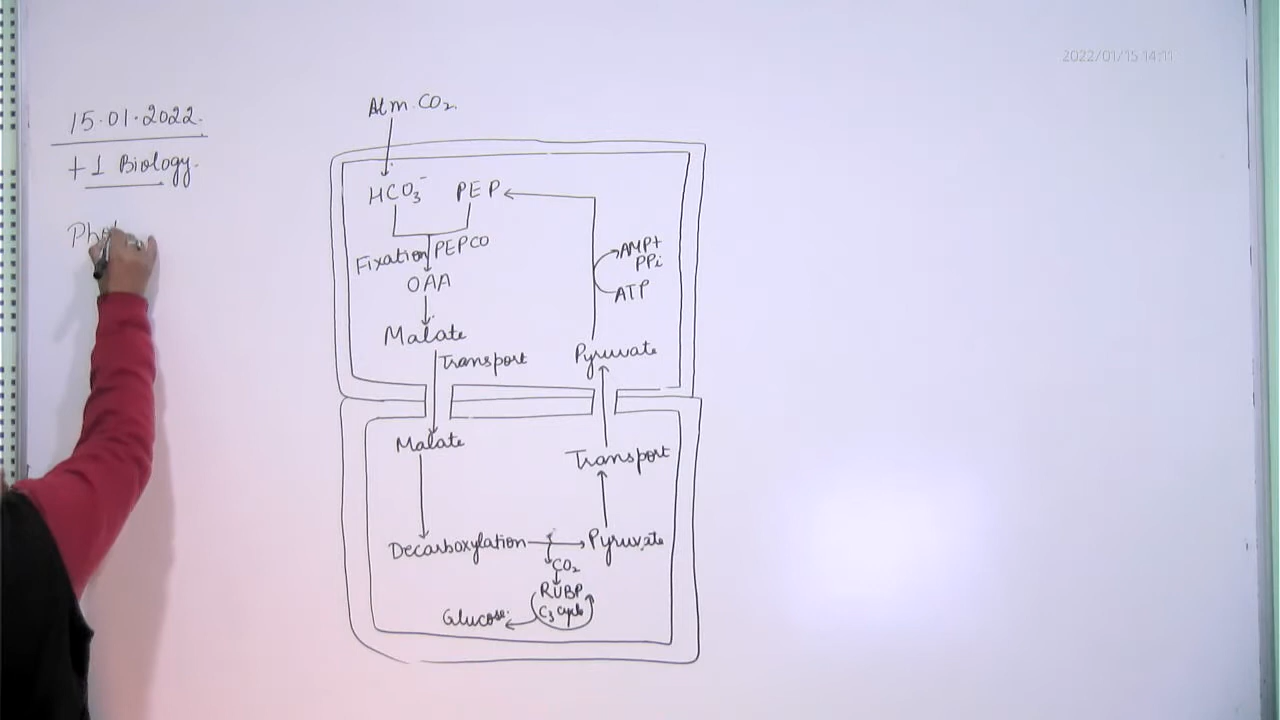 2022/01/15 14:11
15.01.2022.
+1 Biology.
Atm. CO₂.
HCO₃⁻ PEP
Fixation PEPCO
AMP+
PPi
OAA
ATP
Malate
Transport
Pyruvate
Malate
Transport
Decarboxylation
Pyruvate
CO₂
RUBP
C₃ cycle
Glucose.